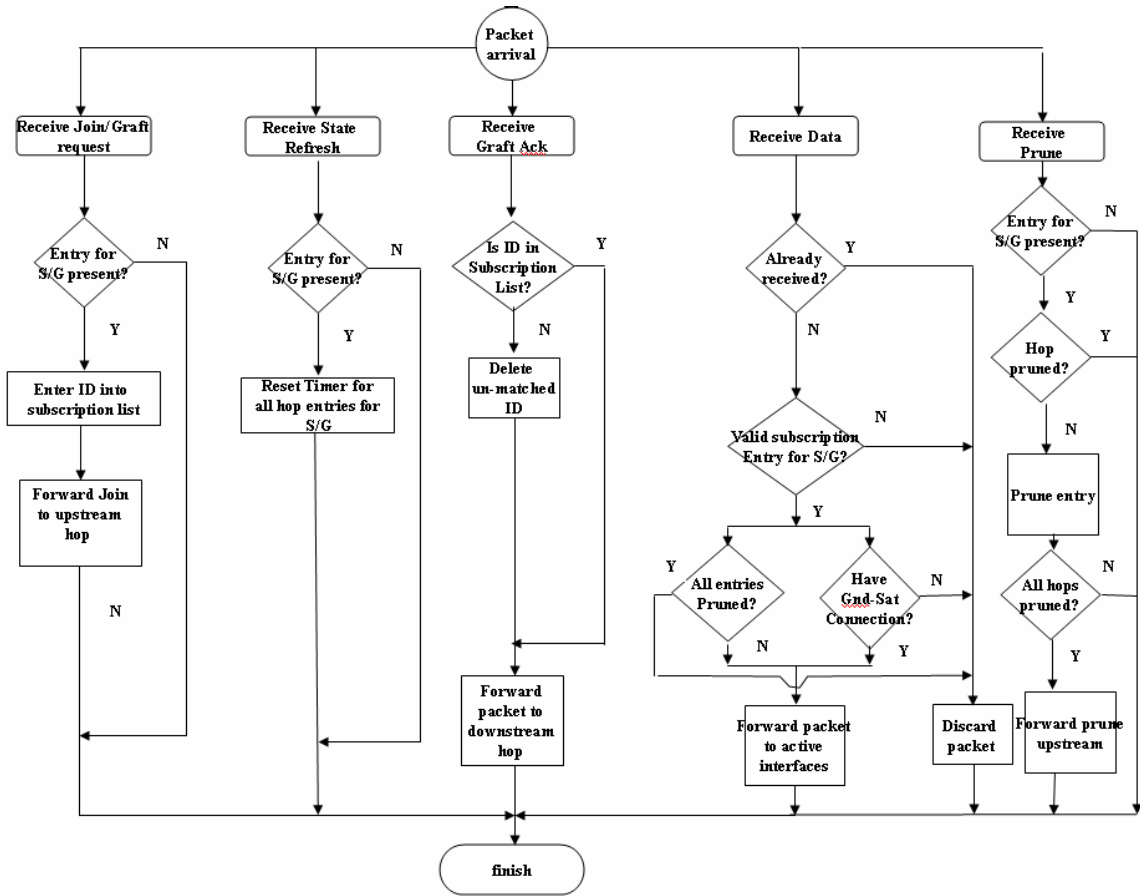 Packet
arrival
Receive Join/Graft
request
Entry for
S/G present?
N
Y
Enter ID into
subscription list
Forward Join
to upstream
hop
N
Receive State
Refresh
Entry for
S/G present?
N
Y
Reset Timer for
all hop entries for
S/G
Receive
Graft Ack
Is ID in
Subscription
List?
Y
N
Delete
un-matched
ID
Forward
packet to
downstream
hop
Receive Data
Already
received?
Y
N
Valid subscription
Entry for S/G?
N
Y
Y
All entries
Pruned?
N
Have
Gnd-Sat
Connection?
N
Y
Forward packet
to active
interfaces
Discard
packet
Receive
Prune
Entry for
S/G present?
N
Y
Hop
pruned?
Y
N
Prune entry
All hops
pruned?
N
Y
Forward prune
upstream
finish